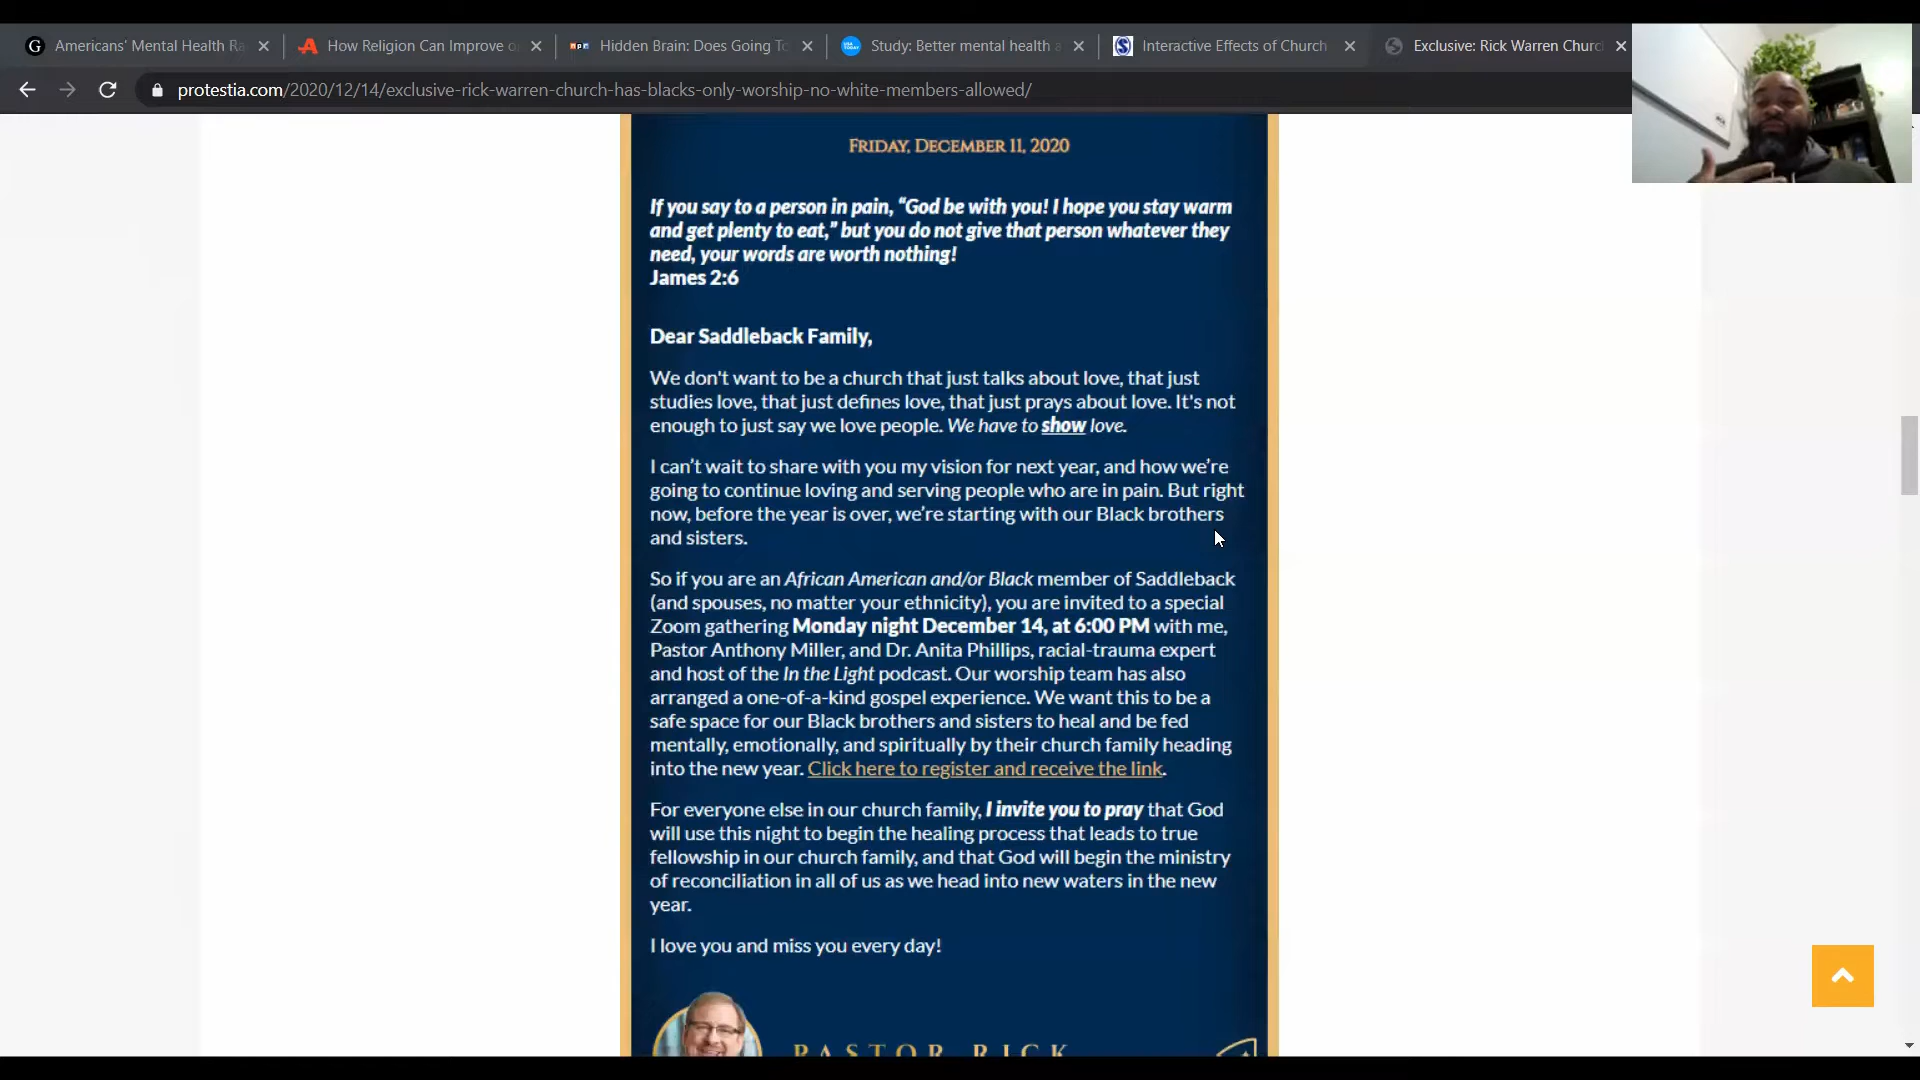 Americans' Mental Health Ra
How Religion Can Improve o
Hidden Brain: Does Going To
Study: Better mental health a
Interactive Effects of Church
Exclusive: Rick Warren Churc
protestia.com/2020/12/14/exclusive-rick-warren-church-has-blacks-only-worship-no-white-members-allowed/
FRIDAY, DECEMBER 11, 2020
If you say to a person in pain, “God be with you! I hope you stay warm
and get plenty to eat,” but you do not give that person whatever they
need, your words are worth nothing!
James 2:6
Dear Saddleback Family,
We don't want to be a church that just talks about love, that just
studies love, that just defines love, that just prays about love. It's not
enough to just say we love people. We have to show love.
I can’t wait to share with you my vision for next year, and how we’re
going to continue loving and serving people who are in pain. But right
now, before the year is over, we’re starting with our Black brothers
and sisters.
So if you are an African American and/or Black member of Saddleback
(and spouses, no matter your ethnicity), you are invited to a special
Zoom gathering Monday night December 14, at 6:00 PM with me,
Pastor Anthony Miller, and Dr. Anita Phillips, racial-trauma expert
and host of the In the Light podcast. Our worship team has also
arranged a one-of-a-kind gospel experience. We want this to be a
safe space for our Black brothers and sisters to heal and be fed
mentally, emotionally, and spiritually by their church family heading
into the new year. Click here to register and receive the link.
For everyone else in our church family, I invite you to pray that God
will use this night to begin the healing process that leads to true
fellowship in our church family, and that God will begin the ministry
of reconciliation in all of us as we head into new waters in the new
year.
I love you and miss you every day!
PASTOR RICK